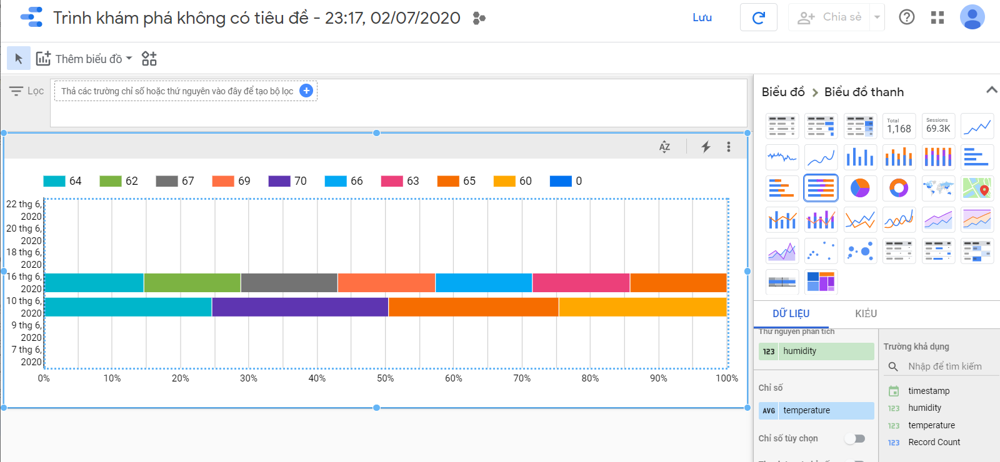 Trình khám phá không có tiêu đề - 23:17, 02/07/2020
Lưu
Chia sẻ
Thêm biểu đồ
Lọc
Thả các trường chỉ số hoặc thứ nguyên vào đây để tạo bộ lọc
AZ
64 62 67 69 70 66 63 65 60 0
22 thg 6,
2020
20 thg 6,
2020
18 thg 6,
2020
16 thg 6,
2020
10 thg 6,
2020
9 thg 6,
2020
7 thg 6,
2020
0% 10% 20% 30% 40% 50% 60% 70% 80% 90% 100%
Biểu đồ > Biểu đồ thanh
Total
1,168
Sessions
69.3K
DỮ LIỆU
KIỂU
Thứ nguyên phân tích
123 humidity
Chỉ số
AVG temperature
Chỉ số tùy chọn
Trường khả dụng
Nhập để tìm kiếm
timestamp
123 humidity
123 temperature
123 Record Count